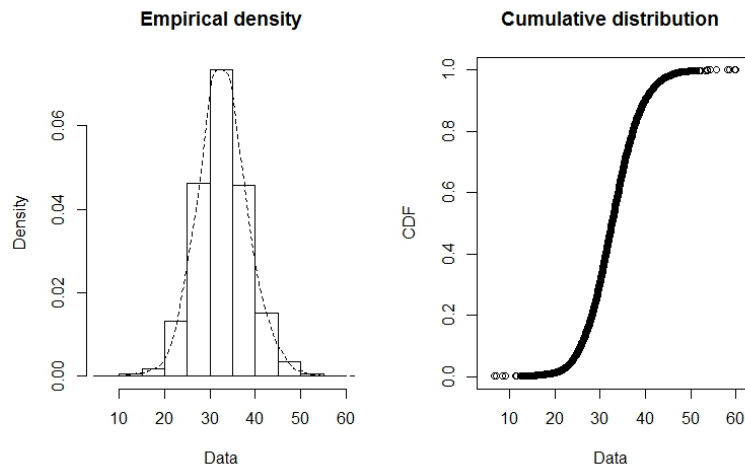 Empirical density
Density
0.00
0.02
0.04
0.06
10 20 30 40 50 60
Data
Cumulative distribution
CDF
0.0
0.2
0.4
0.6
0.8
1.0
10 20 30 40 50 60
Data